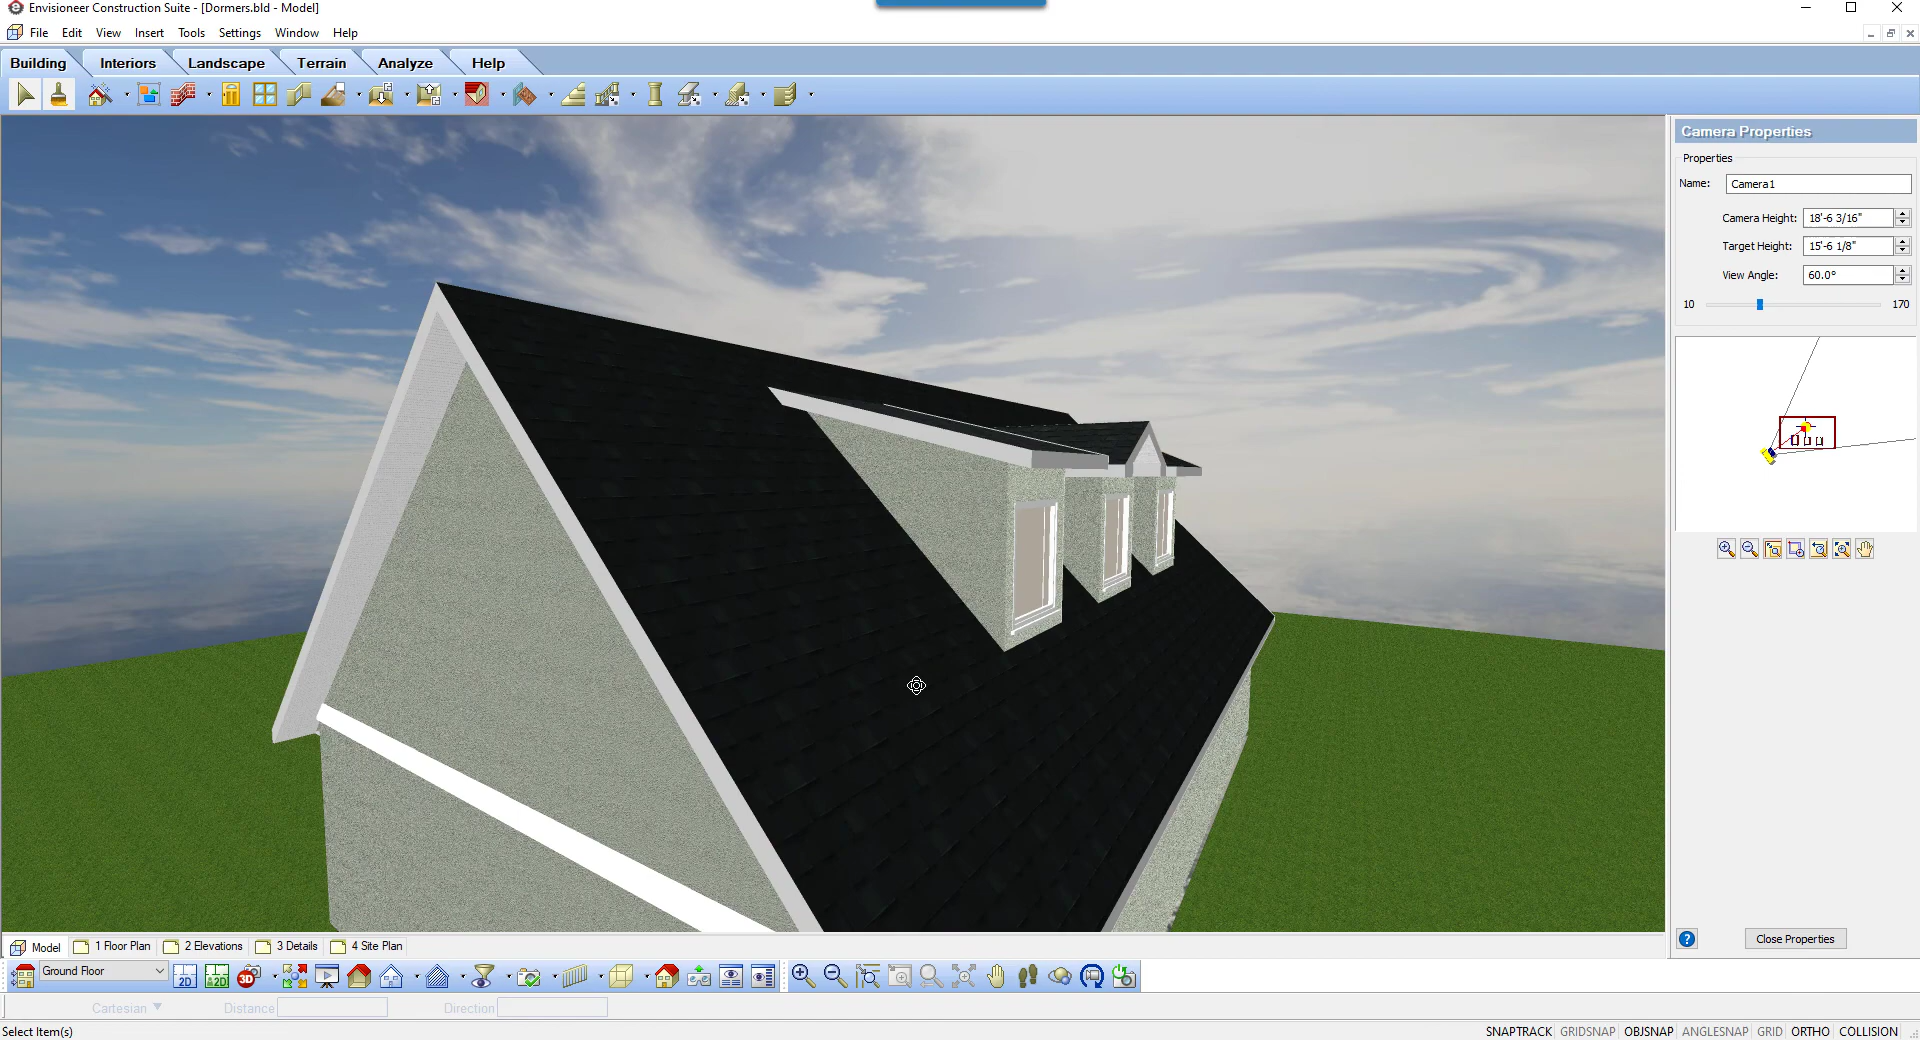 Envisioneer Construction Suite - [Dormers.bld - Model]
File Edit View Insert Tools Settings Window Help
Building Interiors Landscape Terrain Analyze Help
Camera Properties
Properties
Name: Camera1
Camera Height: 18'-6 3/16"
Target Height: 15'-6 1/8"
View Angle: 60.0°
10 170
Close Properties
Model 1 Floor Plan 2 Elevations 3 Details 4 Site Plan
Ground Floor 2D 2D 3D
Cartesian Distance Direction
Select Item(s) SNAPTRACK GRIDSNAP OBJSNAP ANGLESNAP GRID ORTHO COLLISION